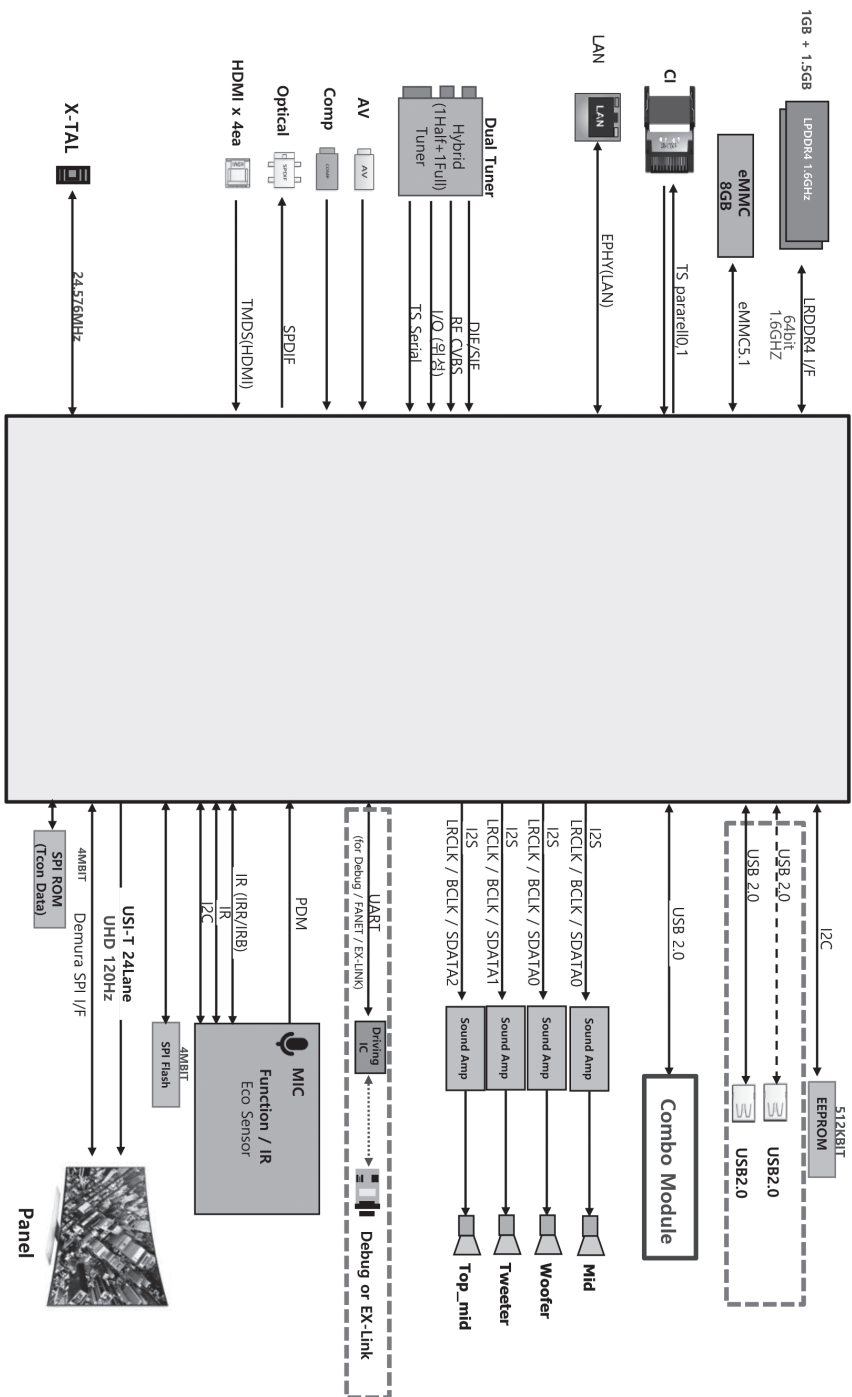 1GB + 1.5GB
LPDDR4 1.6GHz
LRDDR4 I/F
64bit
1.6GHZ
eMMC
8GB
eMMC5.1
CI
TS pararell0,1
LAN
LAN
EPHY(LAN)
Dual Tuner
Hybrid
(1Half+1Full)
Tuner
DIF/SIF
RF CVBS
I/Q (위성)
TS Serial
AV
AV
Comp
COMP
Optical
SPDIF
SPDIF
HDMI x 4ea
HDMI
TMDS(HDMI)
X-TAL
24.576MHz
I2C
512KBIT
EEPROM
USB 2.0
USB2.0
USB 2.0
USB2.0
USB 2.0
Combo Module
I2S
LRCLK / BCLK / SDATA0
Sound Amp
Mid
I2S
LRCLK / BCLK / SDATA0
Sound Amp
Woofer
I2S
LRCLK / BCLK / SDATA1
Sound Amp
Tweeter
I2S
LRCLK / BCLK / SDATA2
Sound Amp
Top_mid
UART
(for Debug / FANET / EX-LINK)
Driving
IC
Debug or EX-Link
PDM
MIC
IR (IRR/IRB)
IR
I2C
Function / IR
Eco Sensor
4MBIT
SPI Flash
USI-T 24Lane
UHD 120Hz
Demura SPI I/F
Panel
4MBIT
SPI ROM
(Tcon Data)